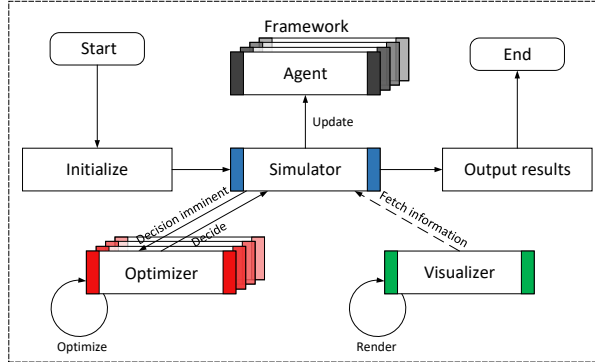 Framework
Start
Agent
End
Update
Initialize
Simulator
Output results
Decision imminent
Decide
Fetch information
Optimizer
Visualizer
Optimize
Render